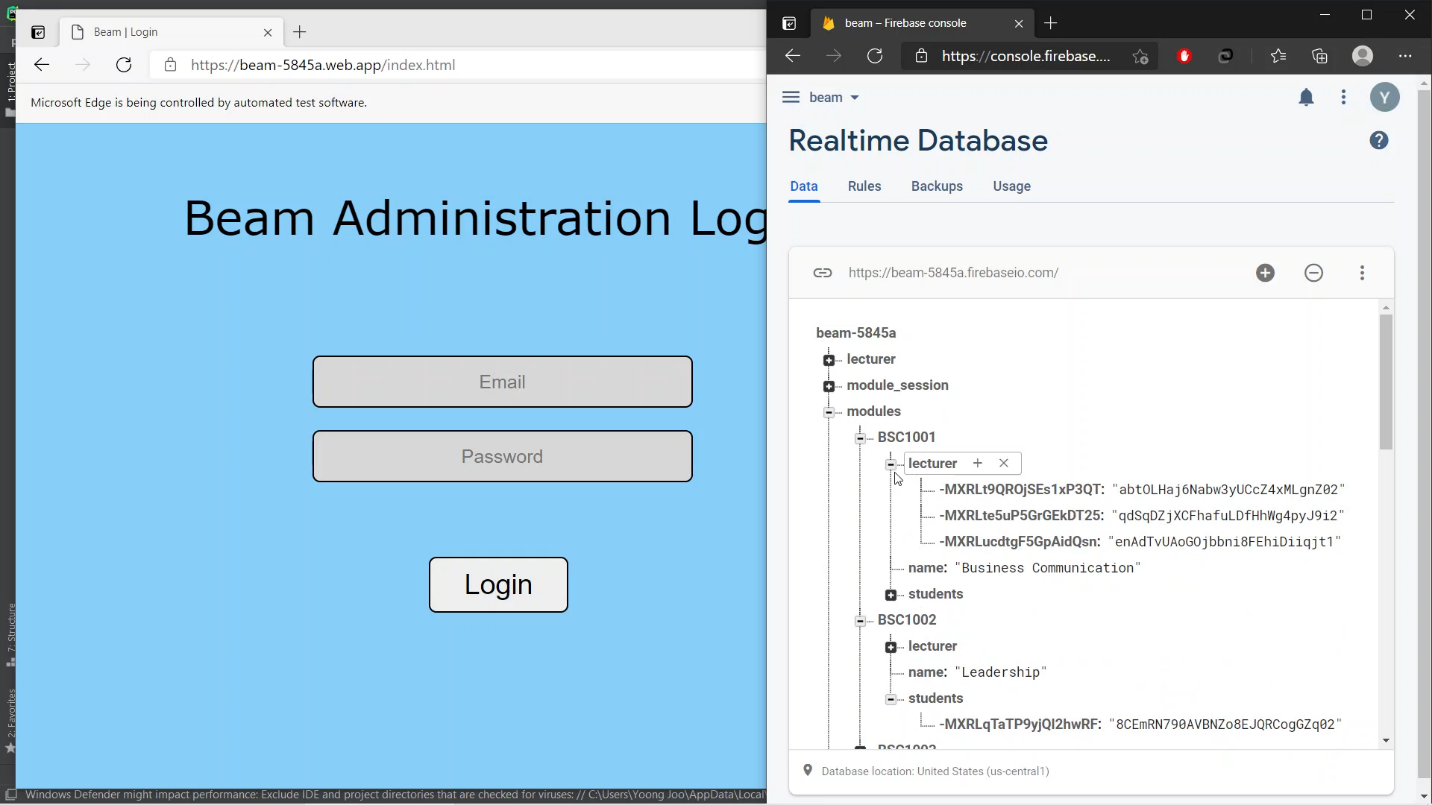 Beam | Login
https://beam-5845a.web.app/index.html
Microsoft Edge is being controlled by automated test software.
Beam Administration Log
Email
Password
Login
1: Project
7: Structure
2: Favorites
Windows Defender might impact performance: Exclude IDE and project directories that are checked for viruses: // C:\Users\Yoong Joo\AppData\Local
beam – Firebase console
https://console.firebase....
beam
Y
Realtime Database
?
Data Rules Backups Usage
https://beam-5845a.firebaseio.com/
beam-5845a
lecturer
module_session
modules
BSC1001
lecturer
-MXRLt9QROjSEs1xP3QT: "abtOLHaj6Nabw3yUCcZ4xMLgnZ02"
-MXRLte5uP5GrGEkDT25: "qdSqDZjXCFhafuLDfHhWg4pyJ9i2"
-MXRLucdtgF5GpAidQsn: "enAdTvUAoGOjbbni8FEhiDiiqjt1"
name: "Business Communication"
students
BSC1002
lecturer
name: "Leadership"
students
-MXRLqTaTP9yjQI2hwRF: "8CEmRN790AVBNZo8EJQRCogGZq02"
Database location: United States (us-central1)